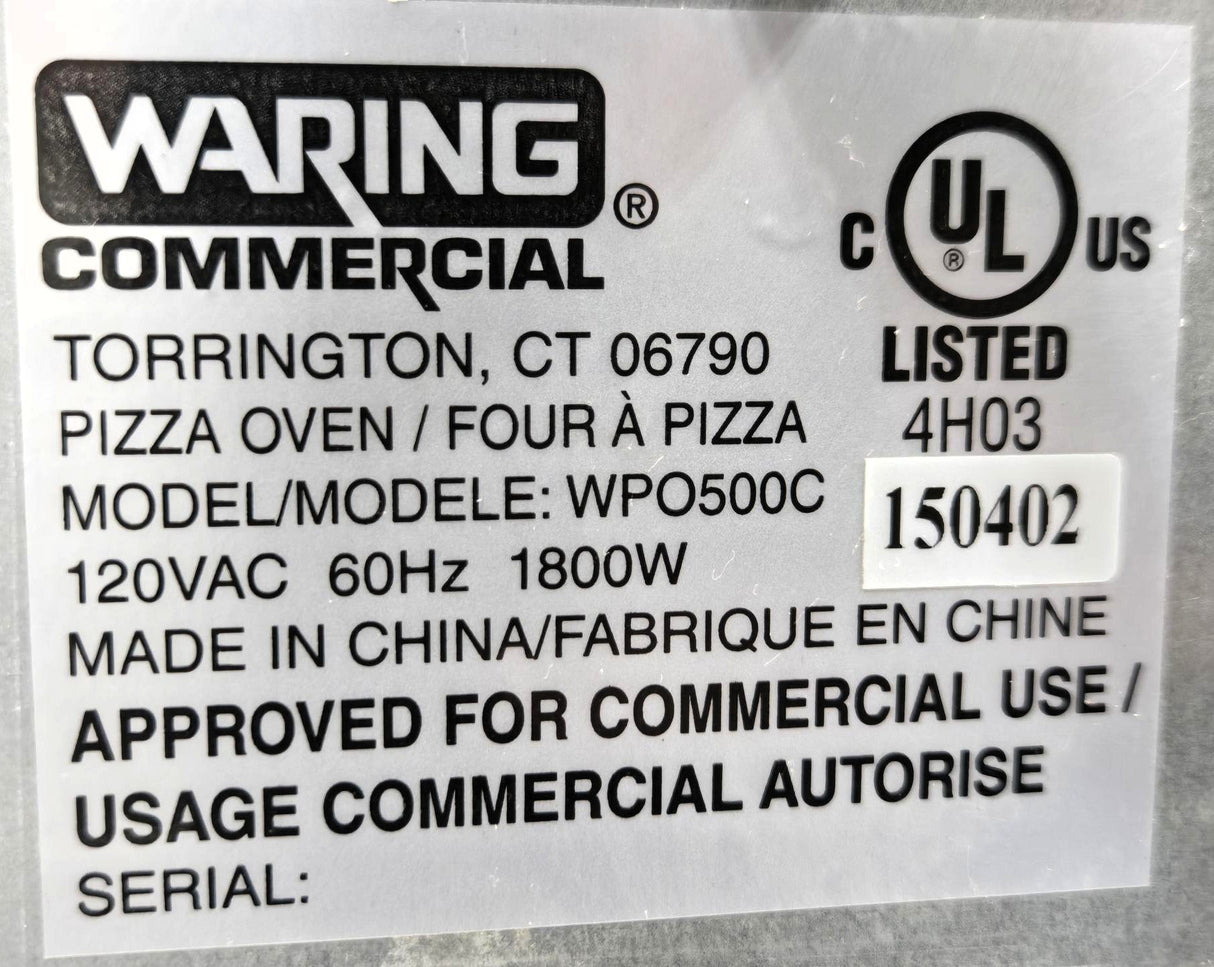 WARING®
COMMERCIAL
TORRINGTON, CT 06790
PIZZA OVEN / FOUR À PIZZA
MODEL/MODELE: WPO500C
120VAC 60Hz 1800W
MADE IN CHINA/FABRIQUE EN CHINE
APPROVED FOR COMMERCIAL USE /
USAGE COMMERCIAL AUTORISE
SERIAL:
C UL® US
LISTED
4H03
150402